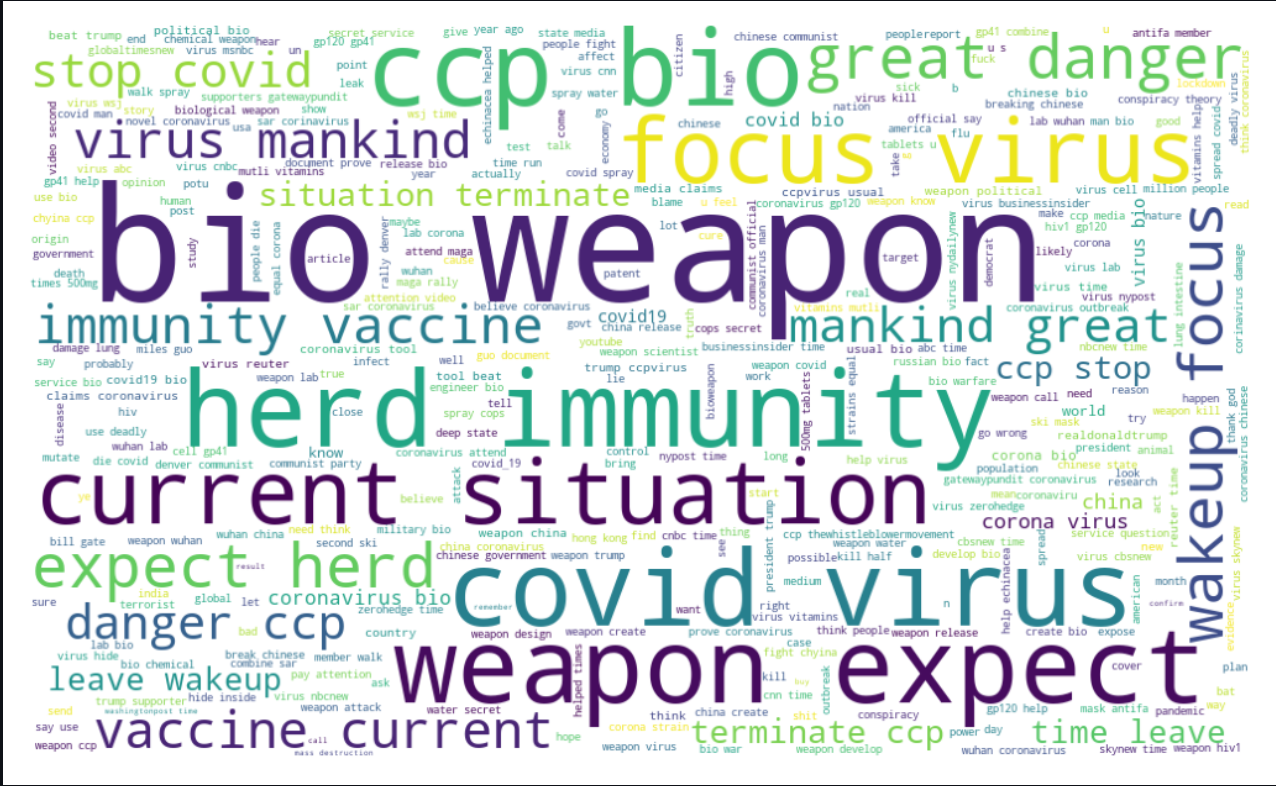 beat trump
political bio
secret service
give year ago
state media
peoplereport
gp41 combine
u
antifa member
end
chemical weapon
hear
globaltimesnew
virus msnbc
un
gp120 gp41
people fight
chinese communist
u s
fuck
stop covid
ccp bio
great danger
point
leak
affect
virus cnn
citizen
high
sick
b
lockdown
walk spray
supporters gatewaypundit
spray water
nation
virus kill
chinese bio
breaking chinese
conspiracy theory
deadly virus
think coronavirus
virus wsj
story
biological weapon
show
wsj time
echinacea helped
come
go
economy
covid bio
official say
lab wuhan man bio
good
covid man
novel coronavirus
usa
sar corinavirus
chinese
america
flu
video second
virus mankind
test
talk
focus virus
tablets u
take
so
vitamins help
spread covid
virus abc
virus cnbc
document prove
release bio
time run
actually
covid spray
mutli vitamins
year
gp41 help
opinion
potu
situation terminate
media claims
ccpvirus usual
weapon political
virus cell
million people
use bio
human
blame
u feel
coronavirus gp120
weapon know
virus businessinsider
read
chyina ccp
post
bio weapon
maybe
lab corona
lot
cure
make
ccp media
nature
hiv1 gp120
origin
government
study
people die
equal corona
article
rally denver
attend maga
cause
communist official
coronavirus man
target
democrat
likely
corona
virus bio
death
times 500mg
wuhan
maga rally
patent
virus lab
attention video
real
virus nydailynew
virus time
virus nypost
sar coronavirus
believe coronavirus
vitamins mutli
coronavirus outbreak
lung intestine
corinavirus damage
immunity vaccine
govt
covid19
china release
truth
cops secret
mankind great
wakeup focus
damage lung
miles guo
coronavirus tool
youtube
businessinsider time
usual bio
abc time
nbcnew time
say
probably
virus reuter
infect
well
guo document
weapon scientist
russian bio
fact
ccp stop
service bio
covid19 bio
weapon lab
true
tool beat
trump ccpvirus
weapon covid
bio warfare
reason
claims coronavirus
engineer bio
lie
work
weapon call
need
happen
hiv
close
herd immunity
tell
bioweapon
500mg tablets
strains equal
ski mask
world
try
weapon kill
thank god
disease
use deadly
spray cops
deep state
go wrong
realdonaldtrump
wuhan lab
know
coronavirus attend
control
bring
nypost time
long
help virus
president
animal
mutate
cell gp41
corona bio
coronavirus chinese
die covid
denver communist
communist party
covid_19
population
chinese state
look
research
current situation
believe
attack
gatewaypundit coronavirus
meancoronaviru
act
reuter time
ye
start
virus zerohedge
china
corona virus
service question
bill gate
weapon wuhan
wuhan china
need think
military bio
weapon china
hong kong
find
cnbc time
thing
see
president trump
ccp thewhistleblowermovement
weapon water
cbsnew time
new
second ski
china coronavirus
chinese government
weapon trump
possible
kill half
develop bio
spread
virus cbsnew
expect herd
result
covid virus
medium
help echinacea
american
month
virus skynew
india
terrorist
global
let
coronavirus bio
zerohedge time
remember
want
right
virus vitamins
n
confirm
evidence
sure
danger ccp
bad
country
weapon design
weapon create
prove coronavirus
think people
weapon release
create bio
expose
lab bio
case
virus hide
bio chemical
break chinese
combine sar
member walk
pay attention
ask
weapon expect
fight chyina
cover
plan
leave wakeup
trump supporter
hide inside
virus nbcnew
kill
buy
cnn time
outbreak
bat
way
send
washingtonpost time
weapon attack
water secret
helped times
think
china create
shit
conspiracy
gp120 help
mask antifa
pandemic
say use
vaccine current
call
hope
corona strain
terminate ccp
power
day
time leave
weapon ccp
mass destruction
weapon virus
bio war
weapon develop
wuhan coronavirus
skynew time
weapon hiv1